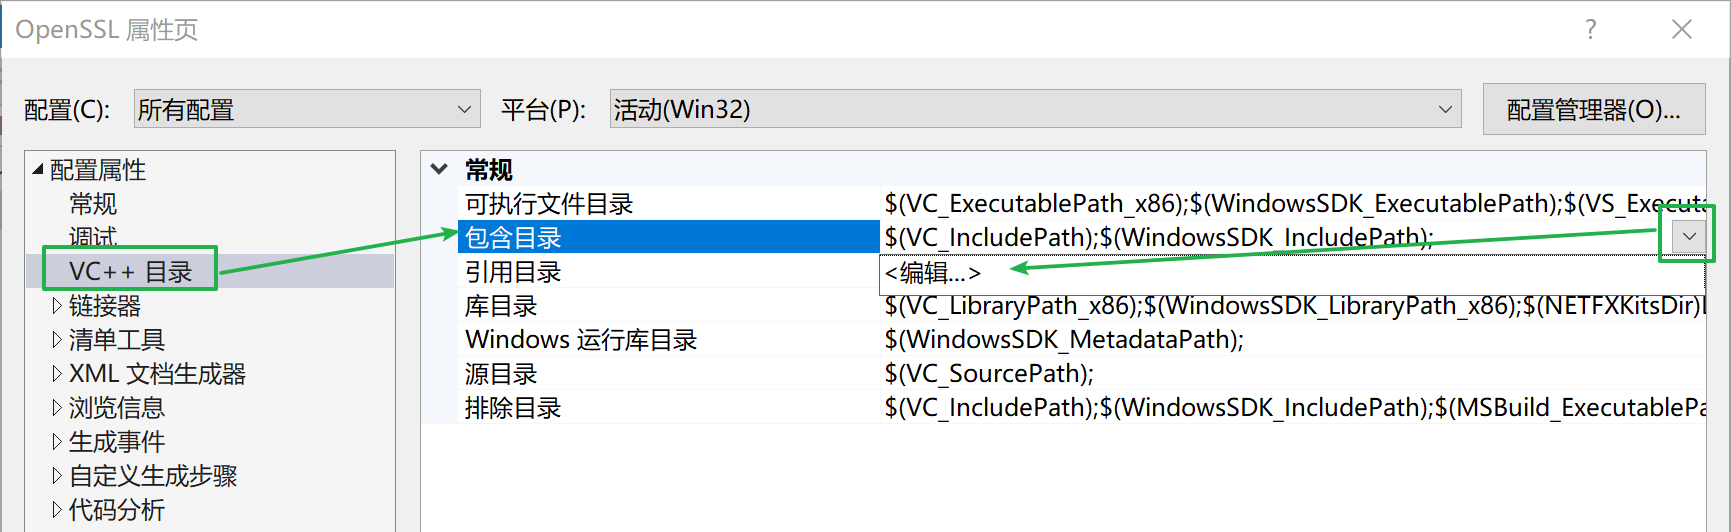 OpenSSL 属性页
?
配置(C): 所有配置 平台(P): 活动(Win32) 配置管理器(O)...
配置属性
常规
调试
VC++ 目录
链接器
清单工具
XML 文档生成器
浏览信息
生成事件
自定义生成步骤
代码分析
常规
可执行文件目录 $(VC_ExecutablePath_x86);$(WindowsSDK_ExecutablePath);$(VS_Executa
包含目录 $(VC_IncludePath);$(WindowsSDK_IncludePath);
引用目录 <编辑...>
库目录 $(VC_LibraryPath_x86);$(WindowsSDK_LibraryPath_x86);$(NETFXKitsDir)
Windows 运行库目录 $(WindowsSDK_MetadataPath);
源目录 $(VC_SourcePath);
排除目录 $(VC_IncludePath);$(WindowsSDK_IncludePath);$(MSBuild_ExecutablePa